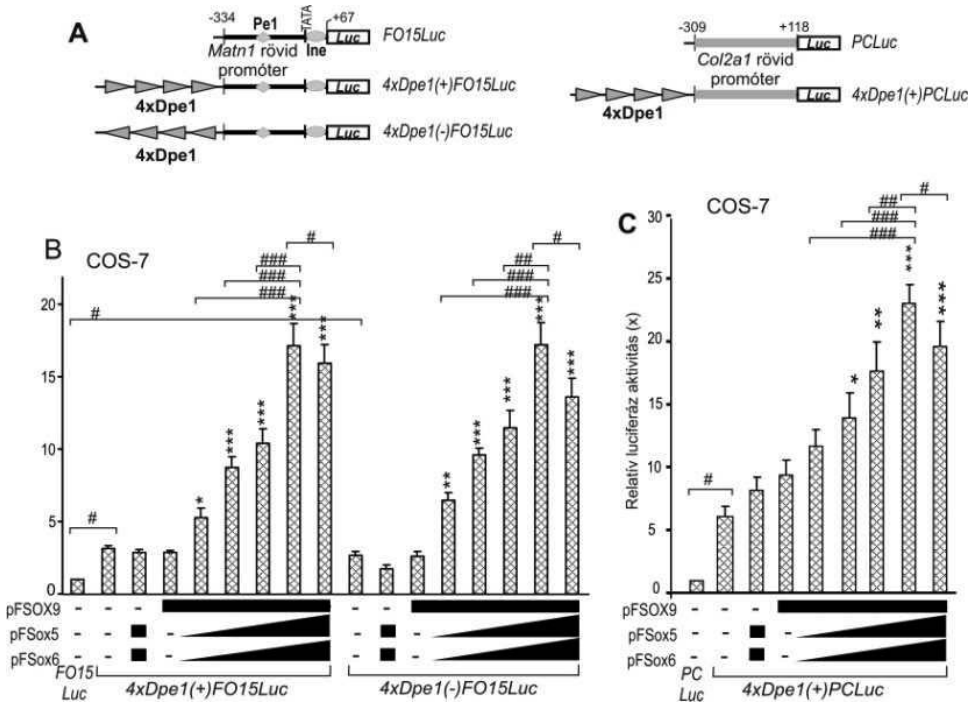 A
-334 Pe1 TATA +67
Luc FO15Luc
Matn1 rövid Ine
promóter
4xDpe1 Luc 4xDpe1(+)FO15Luc
4xDpe1 Luc 4xDpe1(-)FO15Luc
-309 +118
Luc PCLuc
Col2a1 rövid
promóter
4xDpe1 Luc 4xDpe1(+)PCLuc
B
COS-7
# #
### ##
### ###
### ###
#
#
20
15
10
5
0
* *** *** *** ***
** *** *** *** ***
pFSOX9 - - - - - -
pFSox5 - - - - - -
pFSox6 - - - - - -
FO15
Luc
4xDpe1(+)FO15Luc
4xDpe1(-)FO15Luc
C
COS-7
#
##
###
###
#
Relatív luciferáz aktivitás (x)
30
25
20
15
10
5
0
* ** *** ***
pFSOX9 - - -
pFSox5 - - -
pFSox6 - - -
PC
Luc
4xDpe1(+)PCLuc